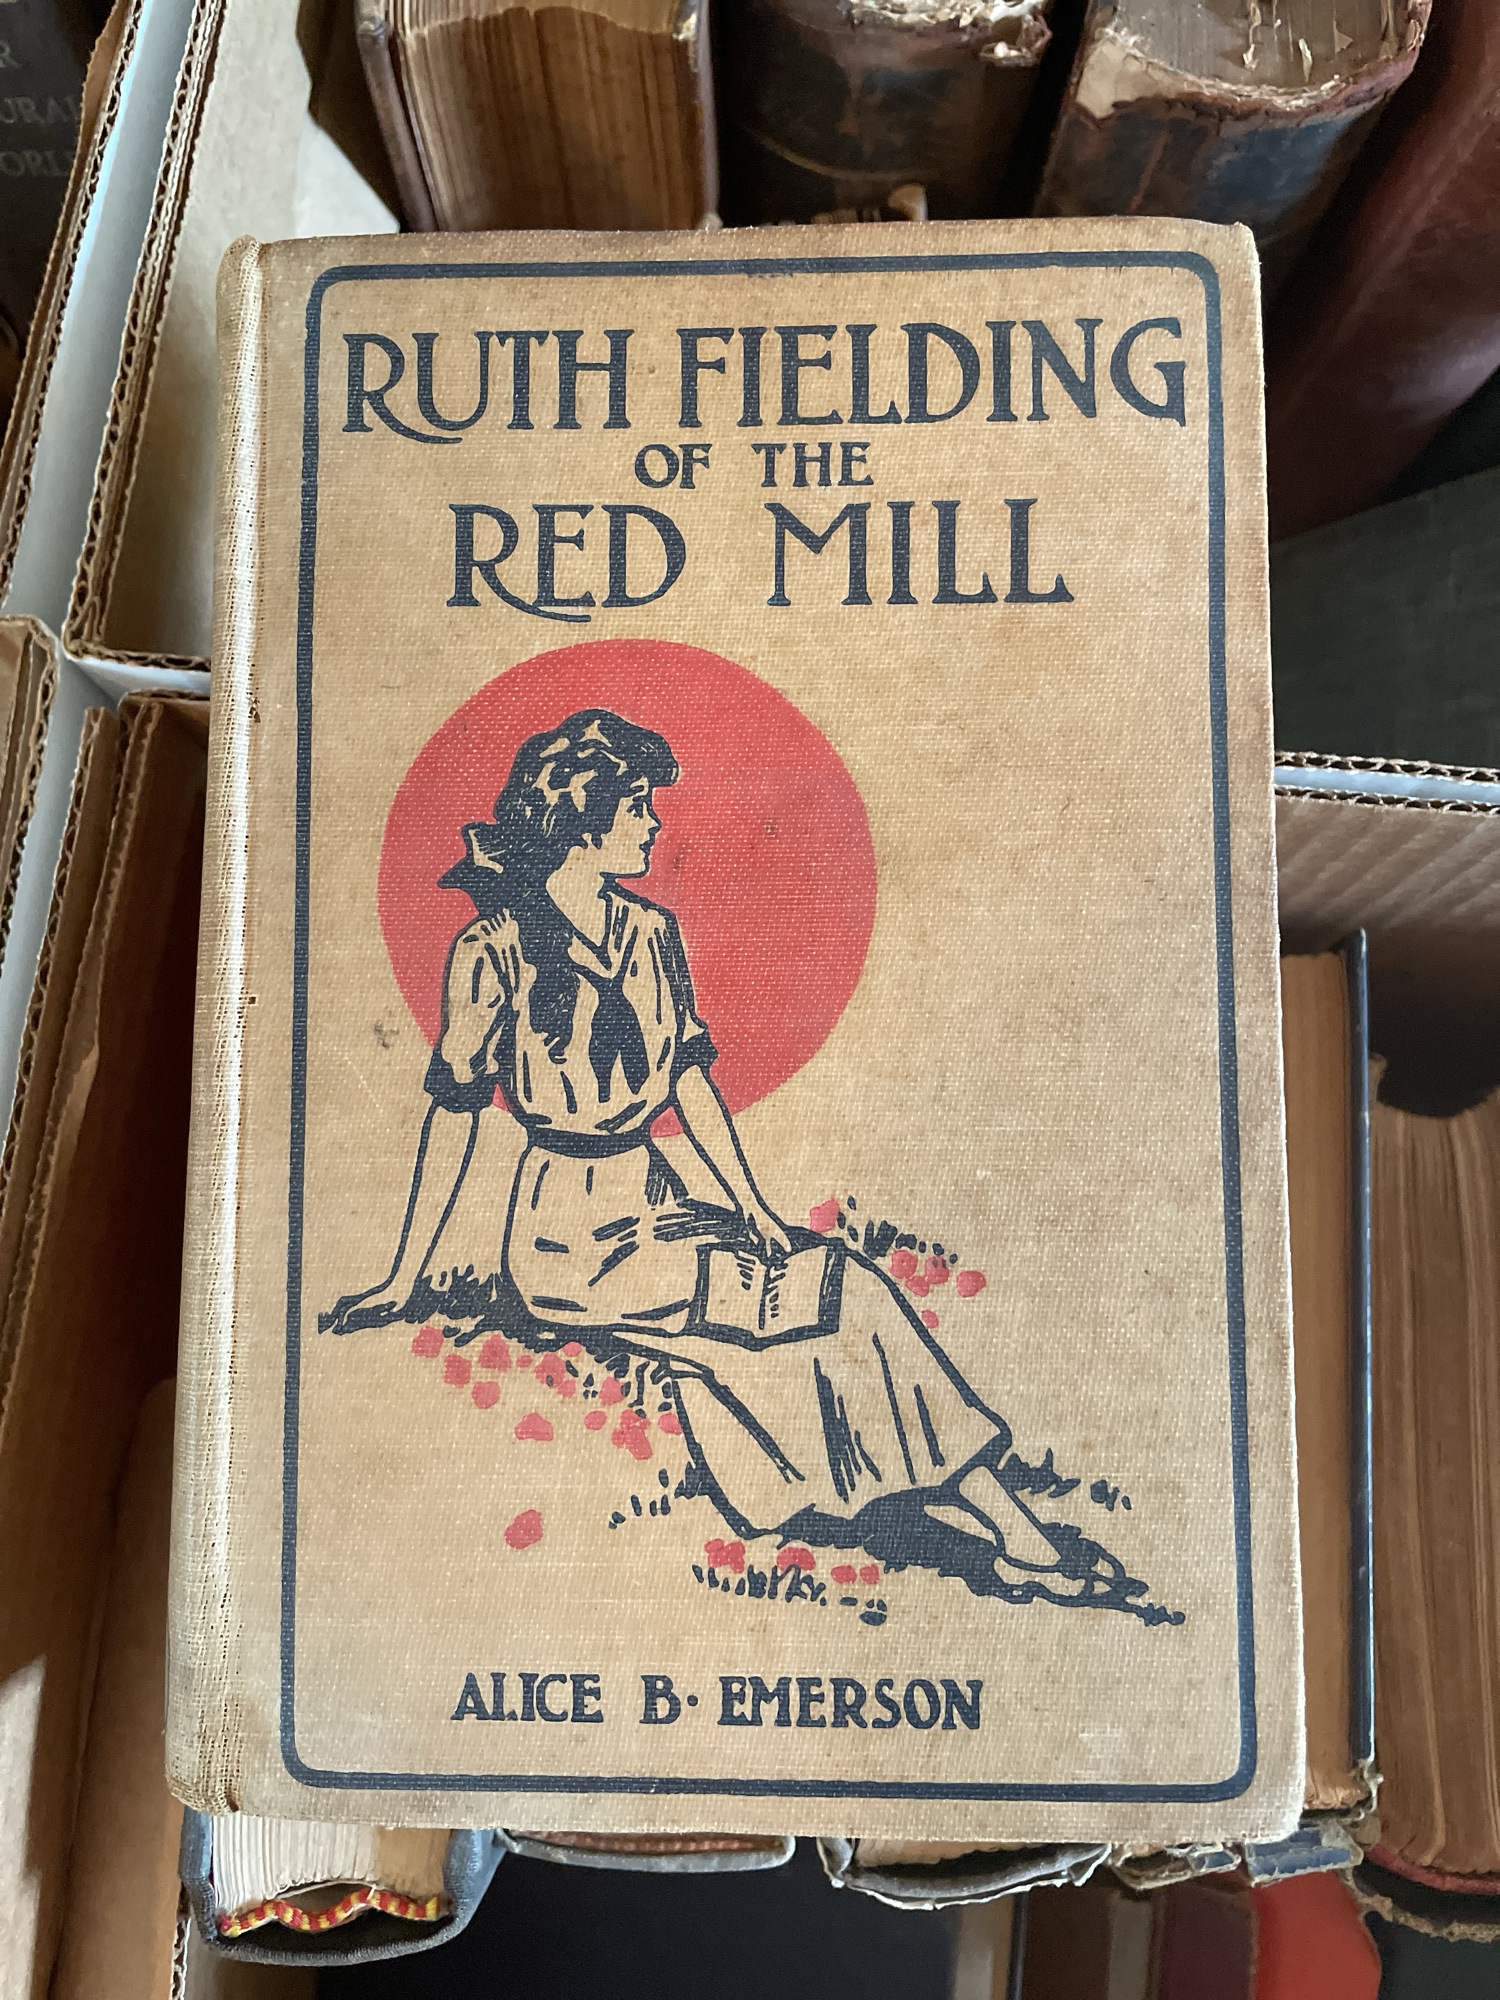 RUTH FIELDING
OF THE
RED MILL
ALICE B. EMERSON